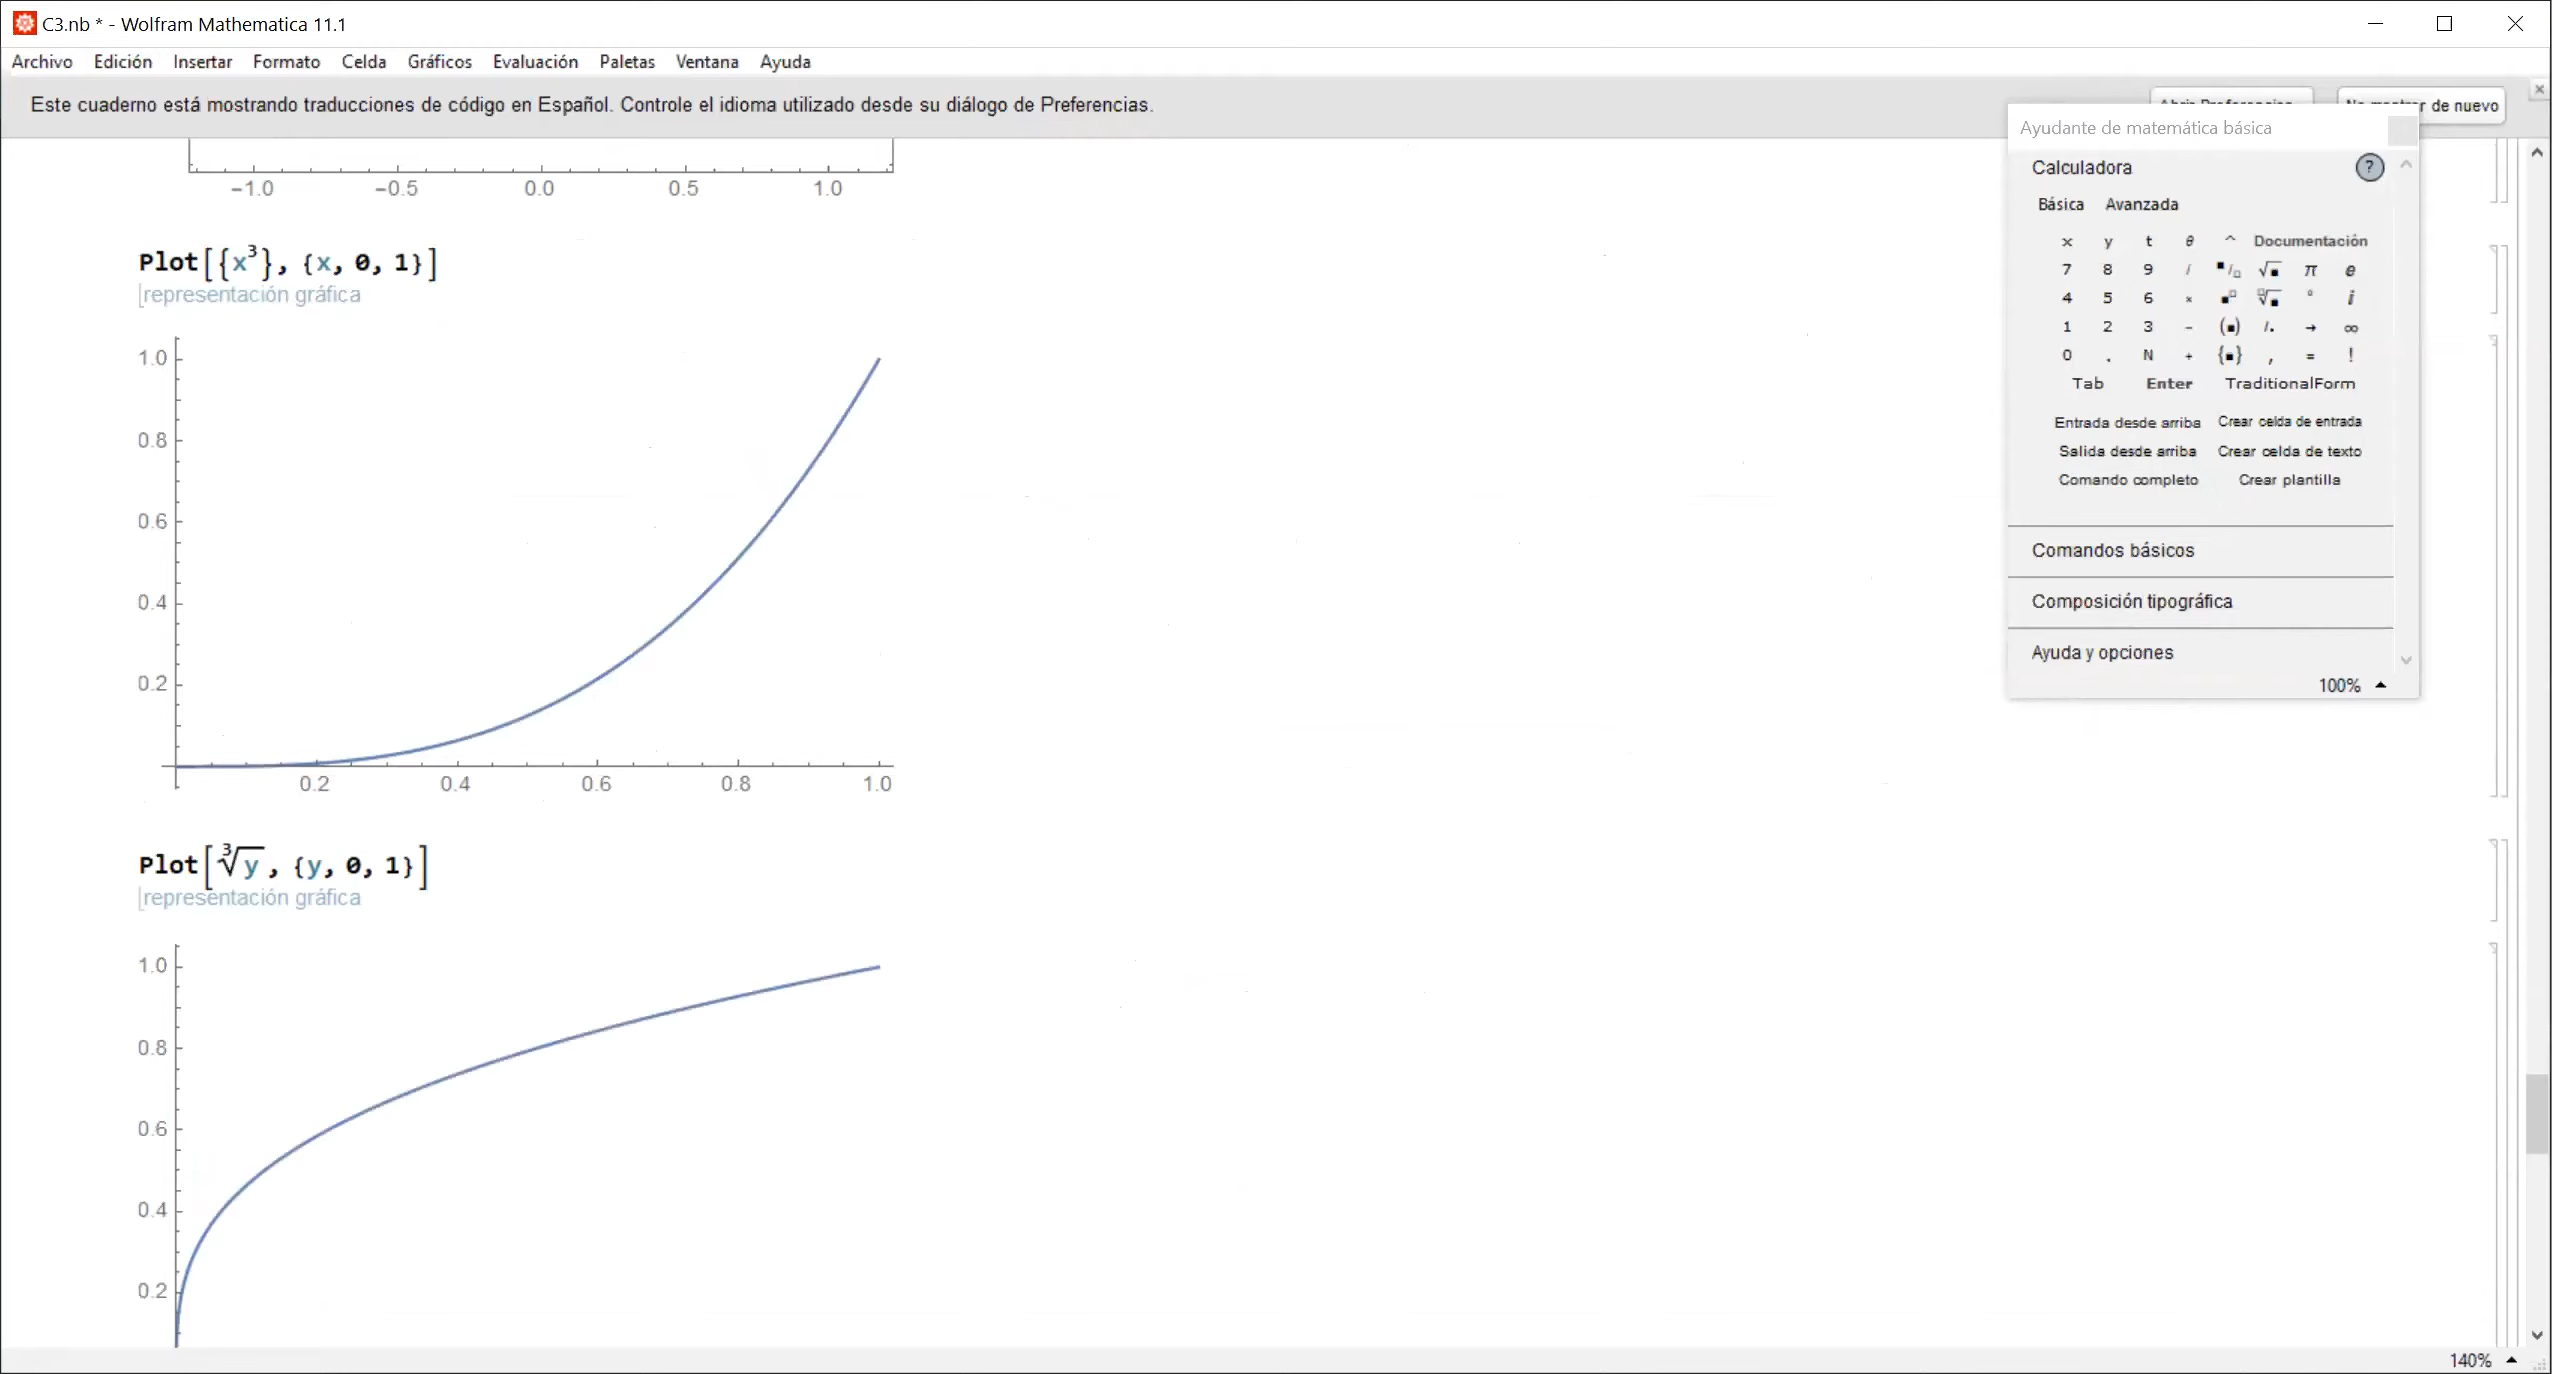 C3.nb * - Wolfram Mathematica 11.1
Archivo Edición Insertar Formato Celda Gráficos Evaluación Paletas Ventana Ayuda
Este cuaderno está mostrando traducciones de código en Español. Controle el idioma utilizado desde su diálogo de Preferencias.
de nuevo
−1.0 −0.5 0.0 0.5 1.0
Plot[{x³}, {x, 0, 1}]
representación gráfica
1.0
0.8
0.6
0.4
0.2
0.2 0.4 0.6 0.8 1.0
Plot[∛y, {y, 0, 1}]
representación gráfica
1.0
0.8
0.6
0.4
0.2
Ayudante de matemática básica
Calculadora ?
Básica Avanzada
x y t θ ^ Documentación
7 8 9 / ■/□ √■ π e
4 5 6 × ■□ □√■ ° i
1 2 3 − (■) /. → ∞
0 . N + {■} , = !
Tab Enter TraditionalForm
Entrada desde arriba Crear celda de entrada
Salida desde arriba Crear celda de texto
Comando completo Crear plantilla
Comandos básicos
Composición tipográfica
Ayuda y opciones
100%
140%